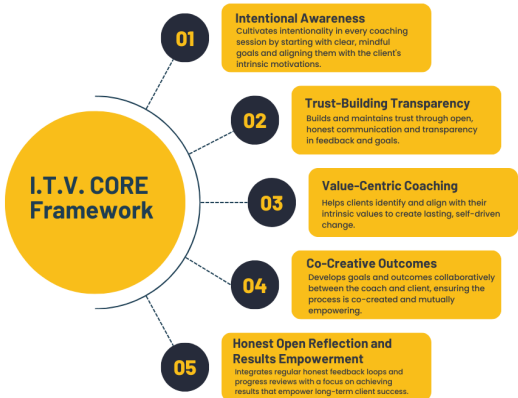 I.T.V. CORE
Framework
01
Intentional Awareness
Cultivates intentionality in every coaching
session by starting with clear, mindful
goals and aligning them with the client's
intrinsic motivations.
02
Trust-Building Transparency
Builds and maintains trust through open,
honest communication and transparency
in feedback and goals.
03
Value-Centric Coaching
Helps clients identify and align with their
intrinsic values to create lasting, self-driven
change.
04
Co-Creative Outcomes
Develops goals and outcomes collaboratively
between the coach and client, ensuring the
process is co-created and mutually
empowering.
05
Honest Open Reflection and
Results Empowerment
Integrates regular honest feedback loops and
progress reviews with a focus on achieving
results that empower long-term client success.